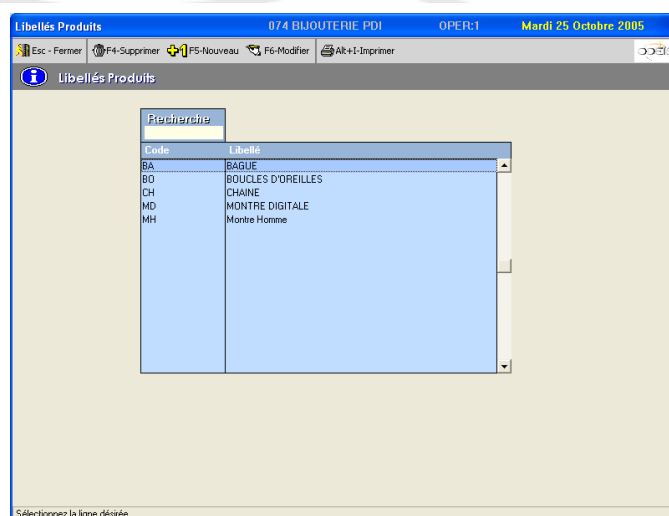 Libellés Produits 074 BIJOUTERIE PDI OPER:1 Mardi 25 Octobre 2005
Esc - Fermer F4-Supprimer F5-Nouveau F6-Modifier Alt+I-Imprimer
Libellés Produits
Recherche
Code Libellé
BA BAGUE
BO BOUCLES D'OREILLES
CH CHAINE
MD MONTRE DIGITALE
MH Montre Homme
Sélectionnez la ligne désirée